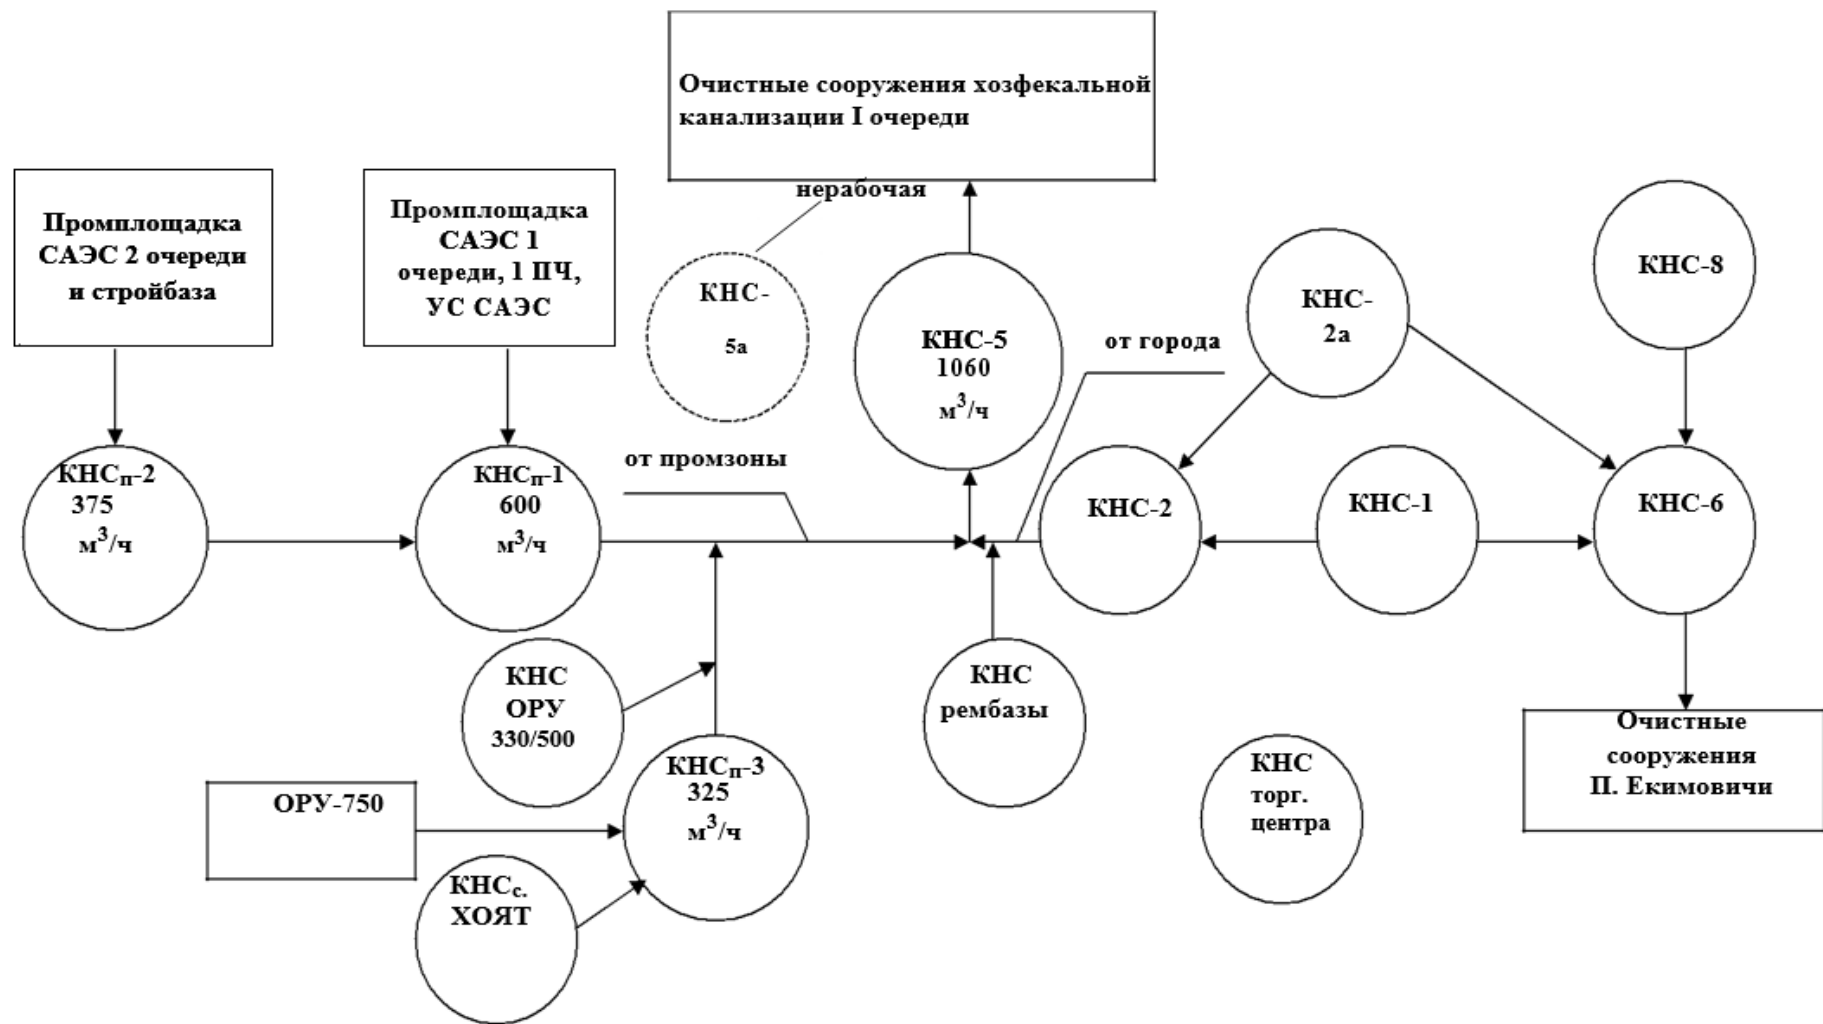 Очистные сооружения хозфекальной
канализации I очереди
Промплощадка
САЭС 2 очереди
и стройбаза
Промплощадка
САЭС 1
очереди, 1 ПЧ,
УС САЭС
нерабочая
КНС-
5а
КНС-5
1060
м³/ч
от города
КНС-
2а
КНС-8
КНСп-2
375
м³/ч
КНСп-1
600
м³/ч
от промзоны
КНС-2
КНС-1
КНС-6
КНС
ОРУ
330/500
КНС
рембазы
КНСп-3
325
м³/ч
ОРУ-750
КНСс.
ХОЯТ
КНС
торг.
центра
Очистные
сооружения
П. Екимовичи